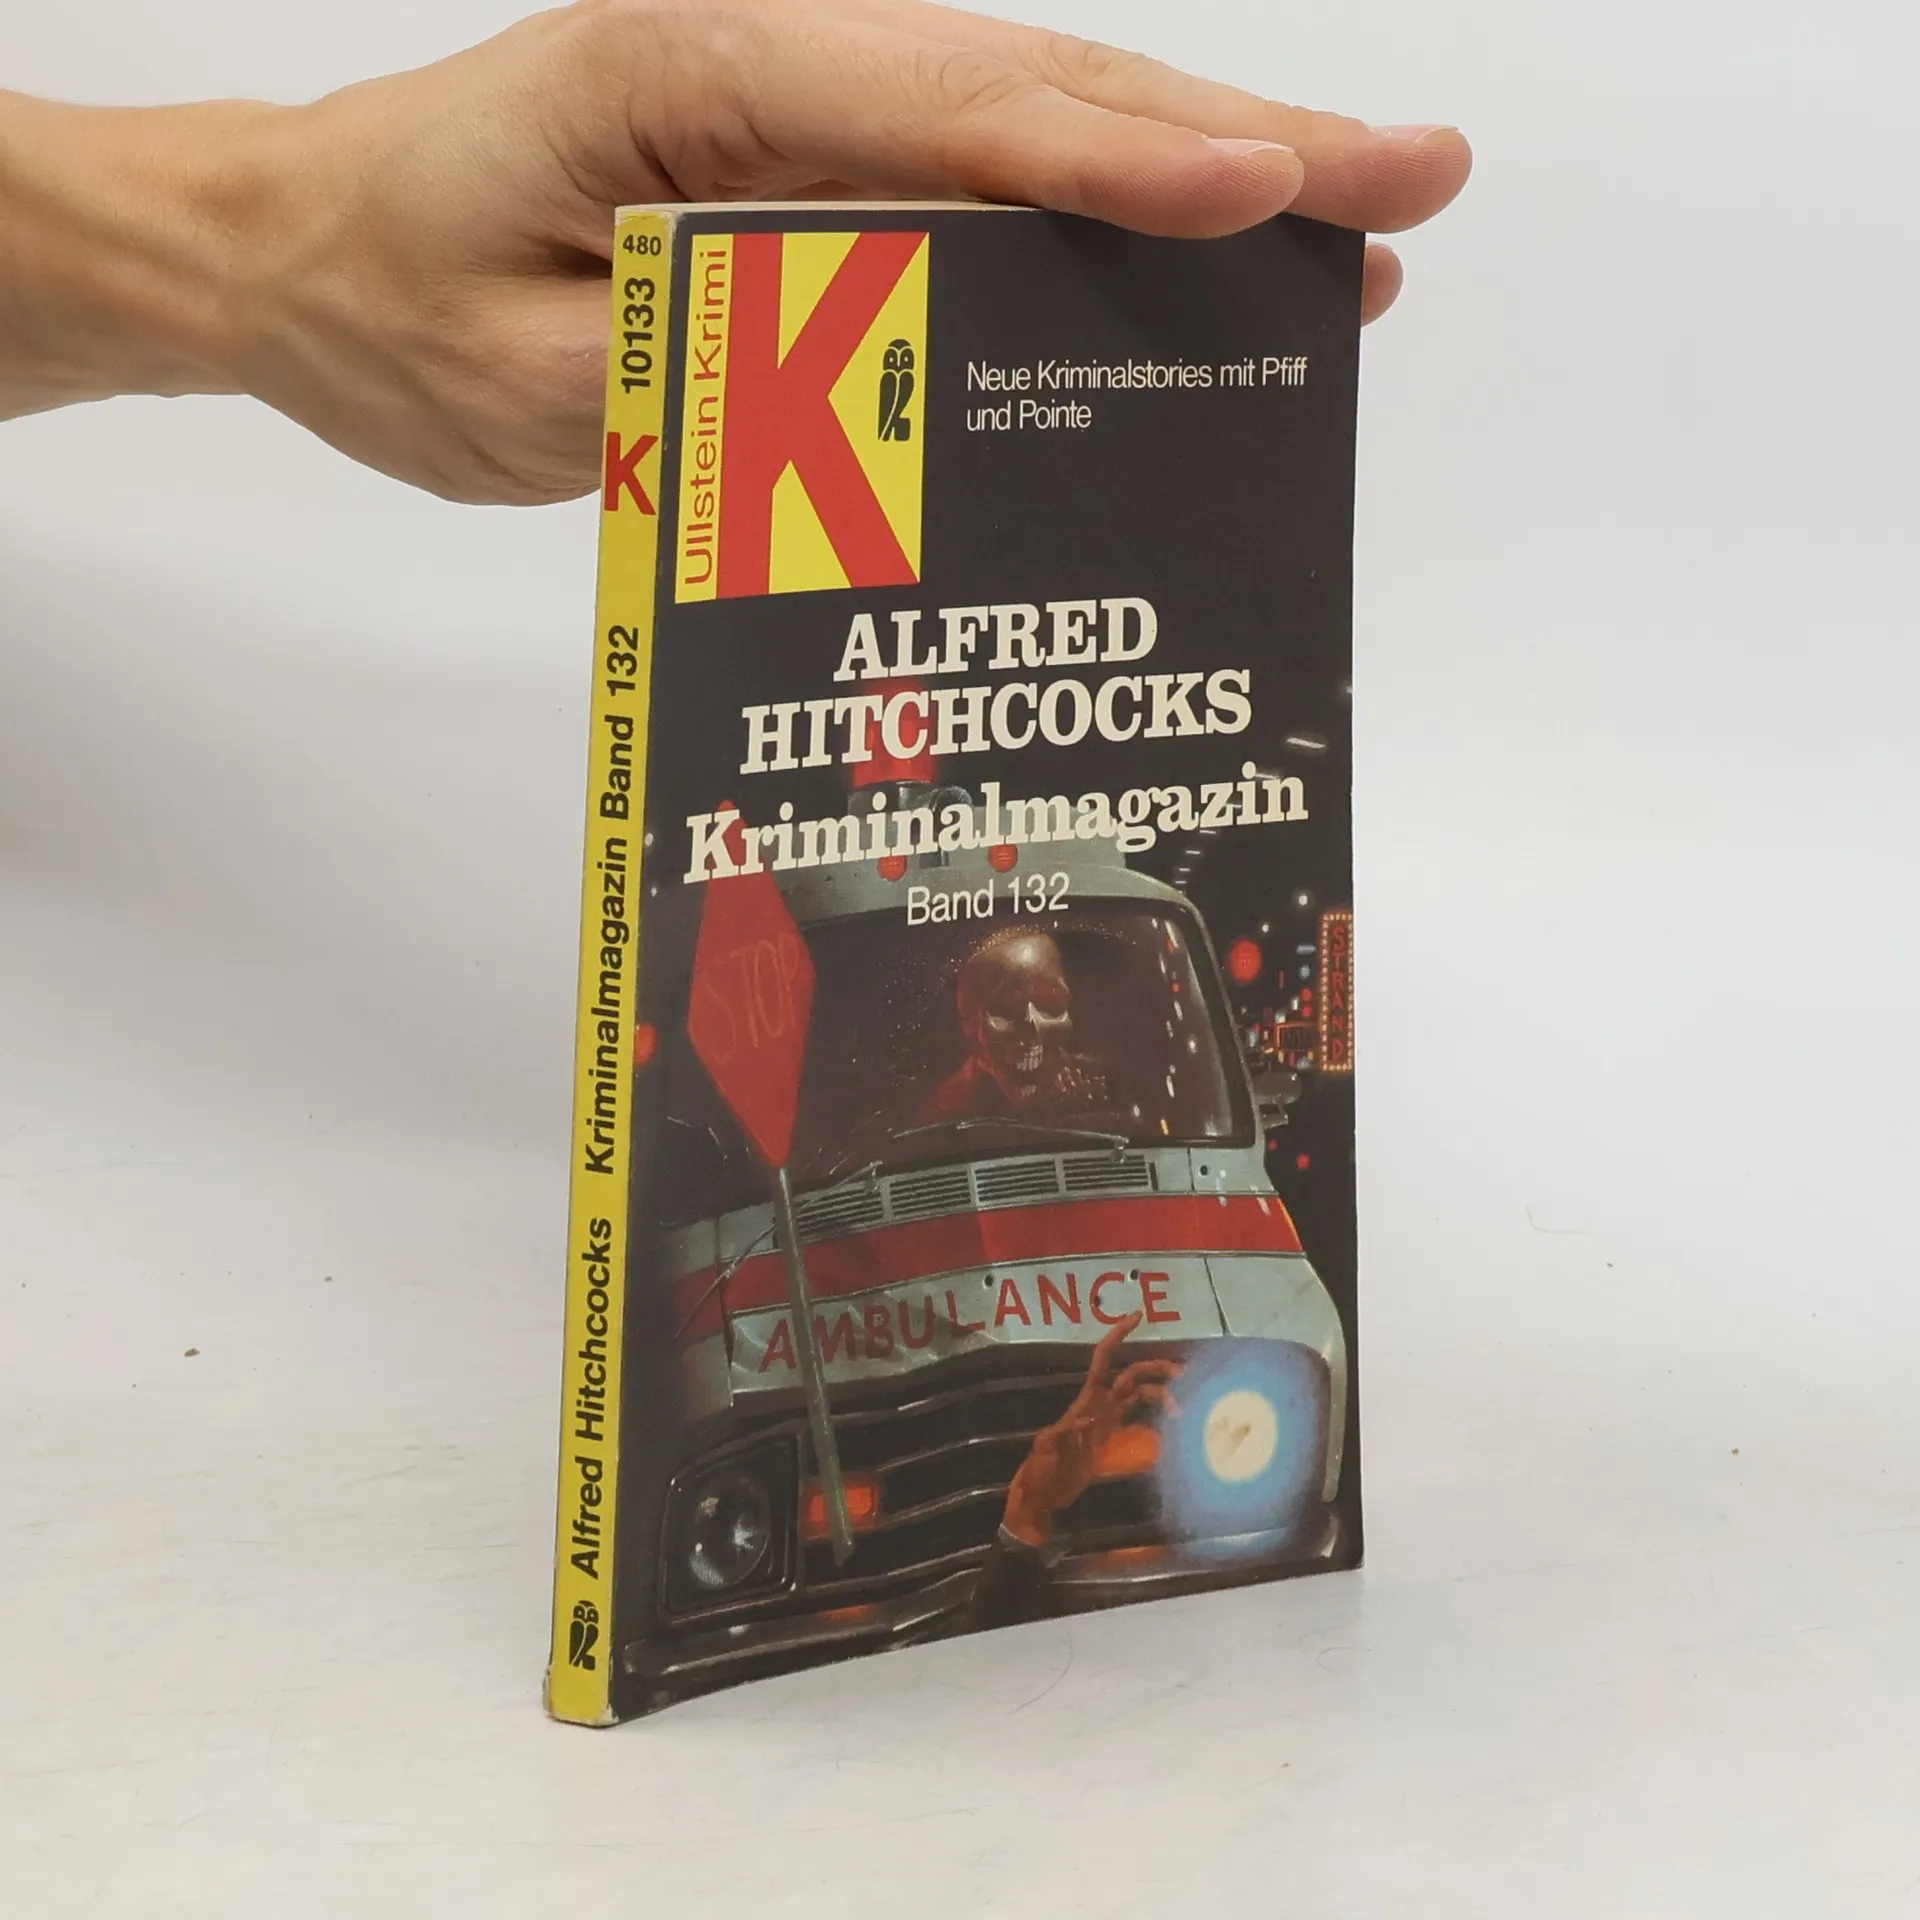 480
10133
K
Alfred Hitchcocks Kriminalmagazin Band 132
Ullstein Krimi
K
Neue Kriminalstories mit Pfiff
und Pointe
ALFRED
HITCHCOCKS
Kriminalmagazin
Band 132
STOP
STRAND
AMBULANCE